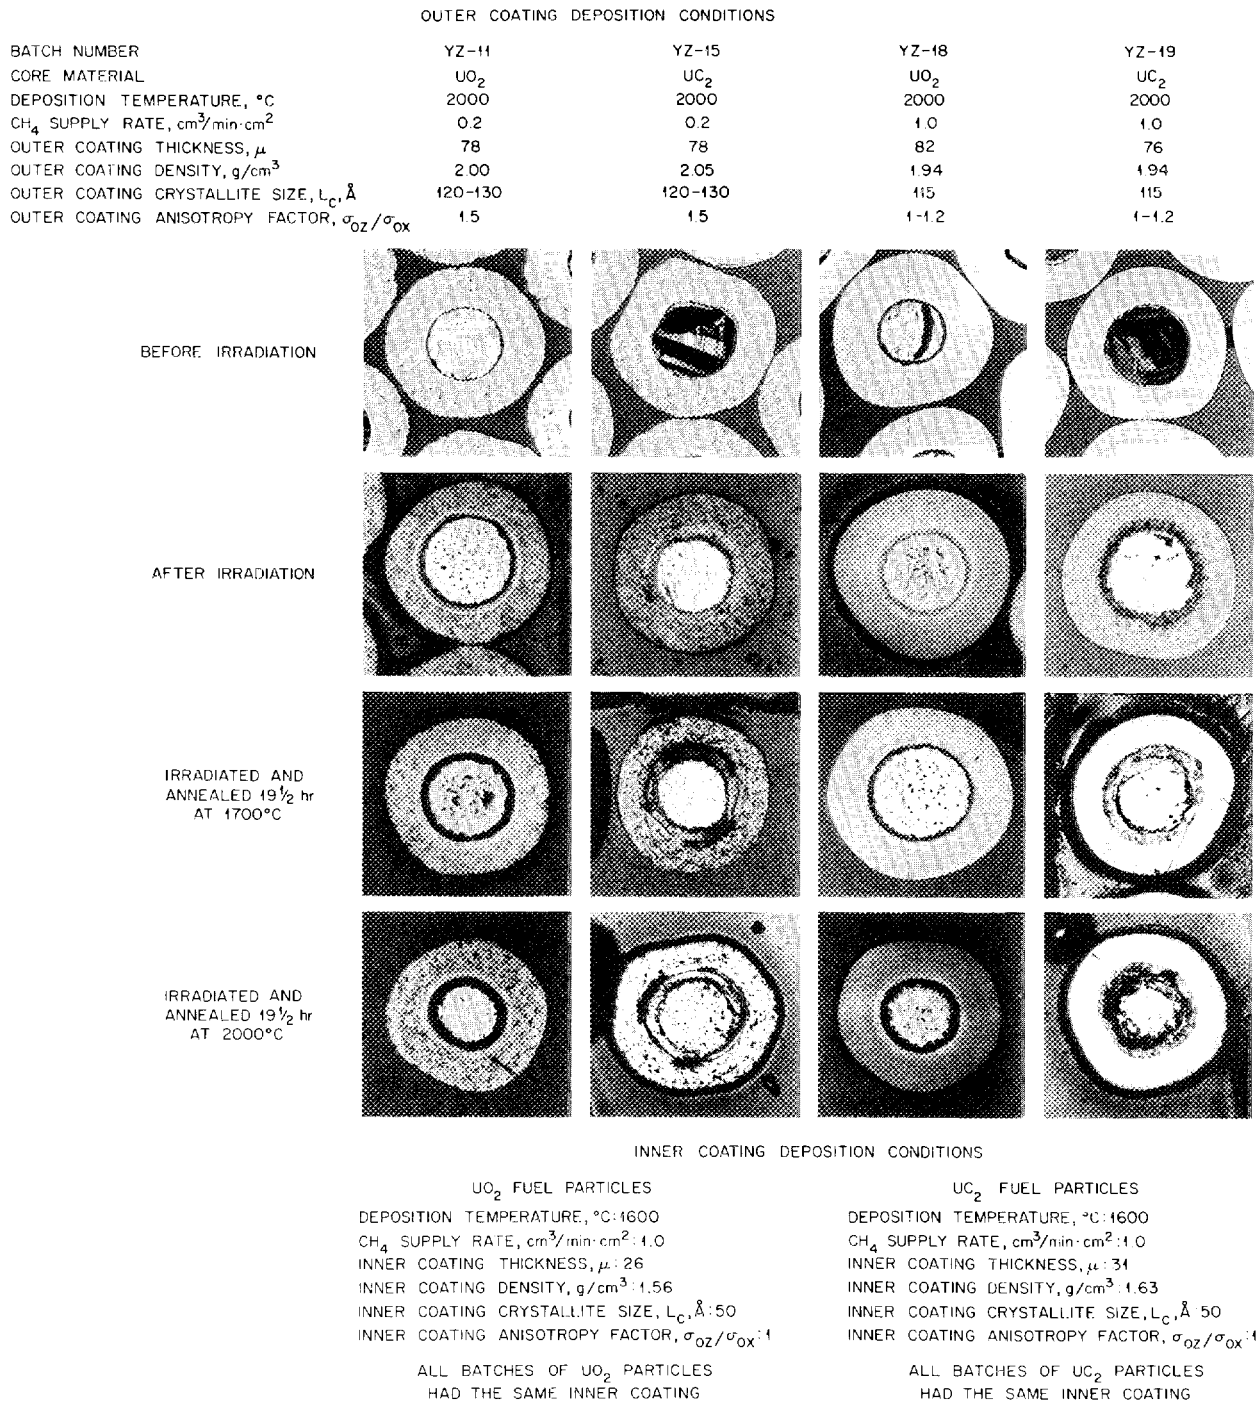 OUTER COATING DEPOSITION CONDITIONS
BATCH NUMBER YZ-11 YZ-15 YZ-18 YZ-19
CORE MATERIAL UO2 UC2 UO2 UC2
DEPOSITION TEMPERATURE, °C 2000 2000 2000 2000
CH4 SUPPLY RATE, cm³/min·cm² 0.2 0.2 1.0 1.0
OUTER COATING THICKNESS, μ 78 78 82 76
OUTER COATING DENSITY, g/cm³ 2.00 2.05 1.94 1.94
OUTER COATING CRYSTALLITE SIZE, Lc, Å 120-130 120-130 115 115
OUTER COATING ANISOTROPY FACTOR, σoz/σox 1.5 1.5 1-1.2 1-1.2
BEFORE IRRADIATION
AFTER IRRADIATION
IRRADIATED AND
ANNEALED 19½ hr
AT 1700°C
IRRADIATED AND
ANNEALED 19½ hr
AT 2000°C
INNER COATING DEPOSITION CONDITIONS
UO2 FUEL PARTICLES
DEPOSITION TEMPERATURE, °C:1600
CH4 SUPPLY RATE, cm³/min·cm²:1.0
INNER COATING THICKNESS, μ:26
INNER COATING DENSITY, g/cm³:1.56
INNER COATING CRYSTALLITE SIZE, Lc, Å:50
INNER COATING ANISOTROPY FACTOR, σoz/σox:1
ALL BATCHES OF UO2 PARTICLES
HAD THE SAME INNER COATING
UC2 FUEL PARTICLES
DEPOSITION TEMPERATURE, °C:1600
CH4 SUPPLY RATE, cm³/min·cm²:1.0
INNER COATING THICKNESS, μ:31
INNER COATING DENSITY, g/cm³:1.63
INNER COATING CRYSTALLITE SIZE, Lc, Å:50
INNER COATING ANISOTROPY FACTOR, σoz/σox:1
ALL BATCHES OF UC2 PARTICLES
HAD THE SAME INNER COATING